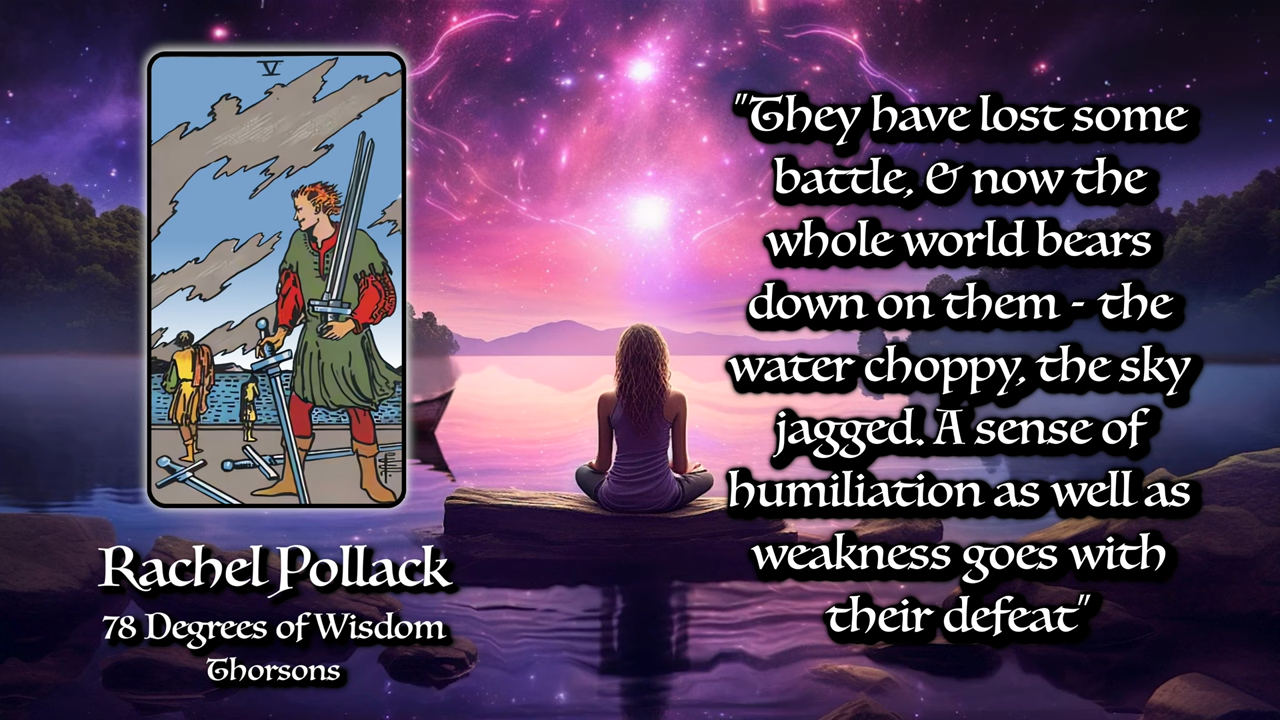 V
Rachel Pollack
78 Degrees of Wisdom
Thorsons
"They have lost some
battle, & now the
whole world bears
down on them - the
water choppy, the sky
jagged. A sense of
humiliation as well as
weakness goes with
their defeat"